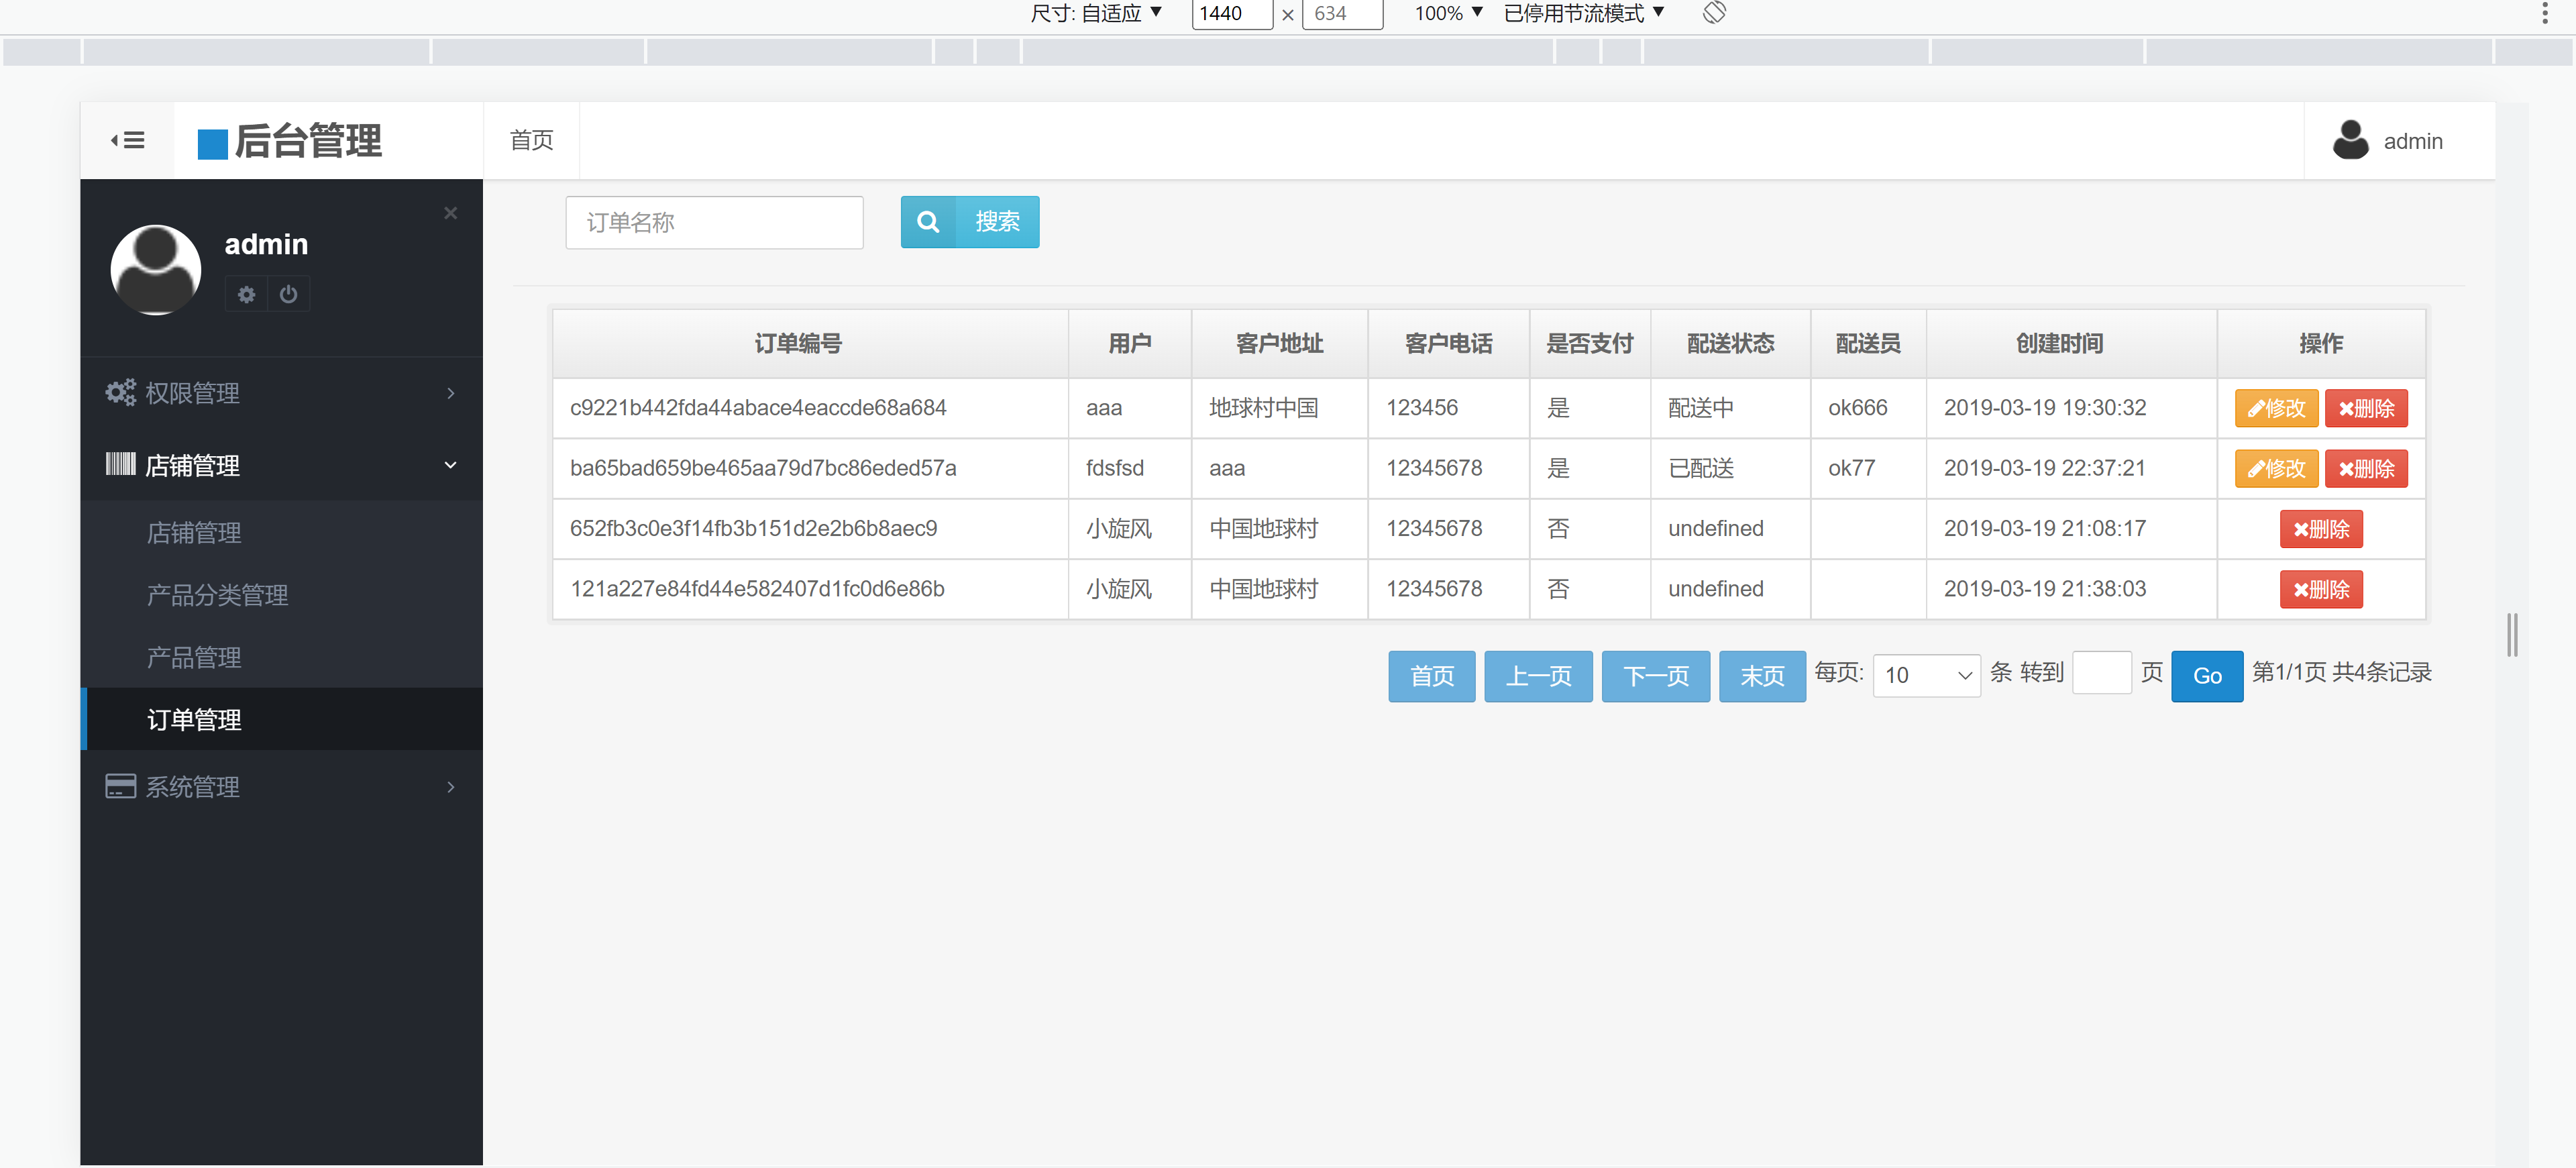 尺寸: 自适应 1440 × 634 100% 已停用节流模式
后台管理 首页 admin
admin
权限管理
店铺管理
店铺管理
产品分类管理
产品管理
订单管理
系统管理
订单名称 搜索
订单编号 用户 客户地址 客户电话 是否支付 配送状态 配送员 创建时间 操作
c9221b442fda44abace4eaccde68a684 aaa 地球村中国 123456 是 配送中 ok666 2019-03-19 19:30:32 修改 删除
ba65bad659be465aa79d7bc86eded57a fdsfsd aaa 12345678 是 已配送 ok77 2019-03-19 22:37:21 修改 删除
652fb3c0e3f14fb3b151d2e2b6b8aec9 小旋风 中国地球村 12345678 否 undefined 2019-03-19 21:08:17 删除
121a227e84fd44e582407d1fc0d6e86b 小旋风 中国地球村 12345678 否 undefined 2019-03-19 21:38:03 删除
首页 上一页 下一页 末页 每页: 10 条 转到 页 Go 第1/1页 共4条记录